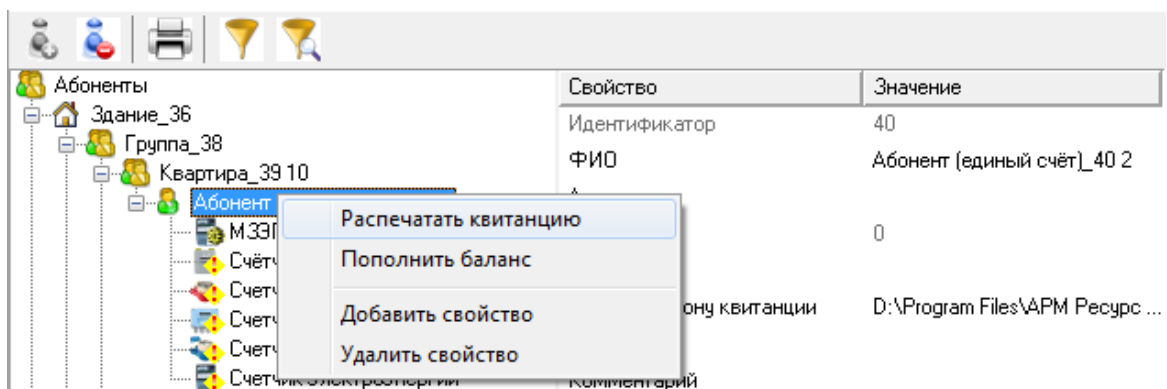 Абоненты
Свойство Значение
Здание_36
Идентификатор 40
Группа_38
ФИО Абонент (единый счёт)_40 2
Квартира_39 10
Абонент
Распечатать квитанцию
0
Пополнить баланс
Добавить свойство
ону квитанции D:\Program Files\АРМ Ресурс ...
Удалить свойство
Комментарий